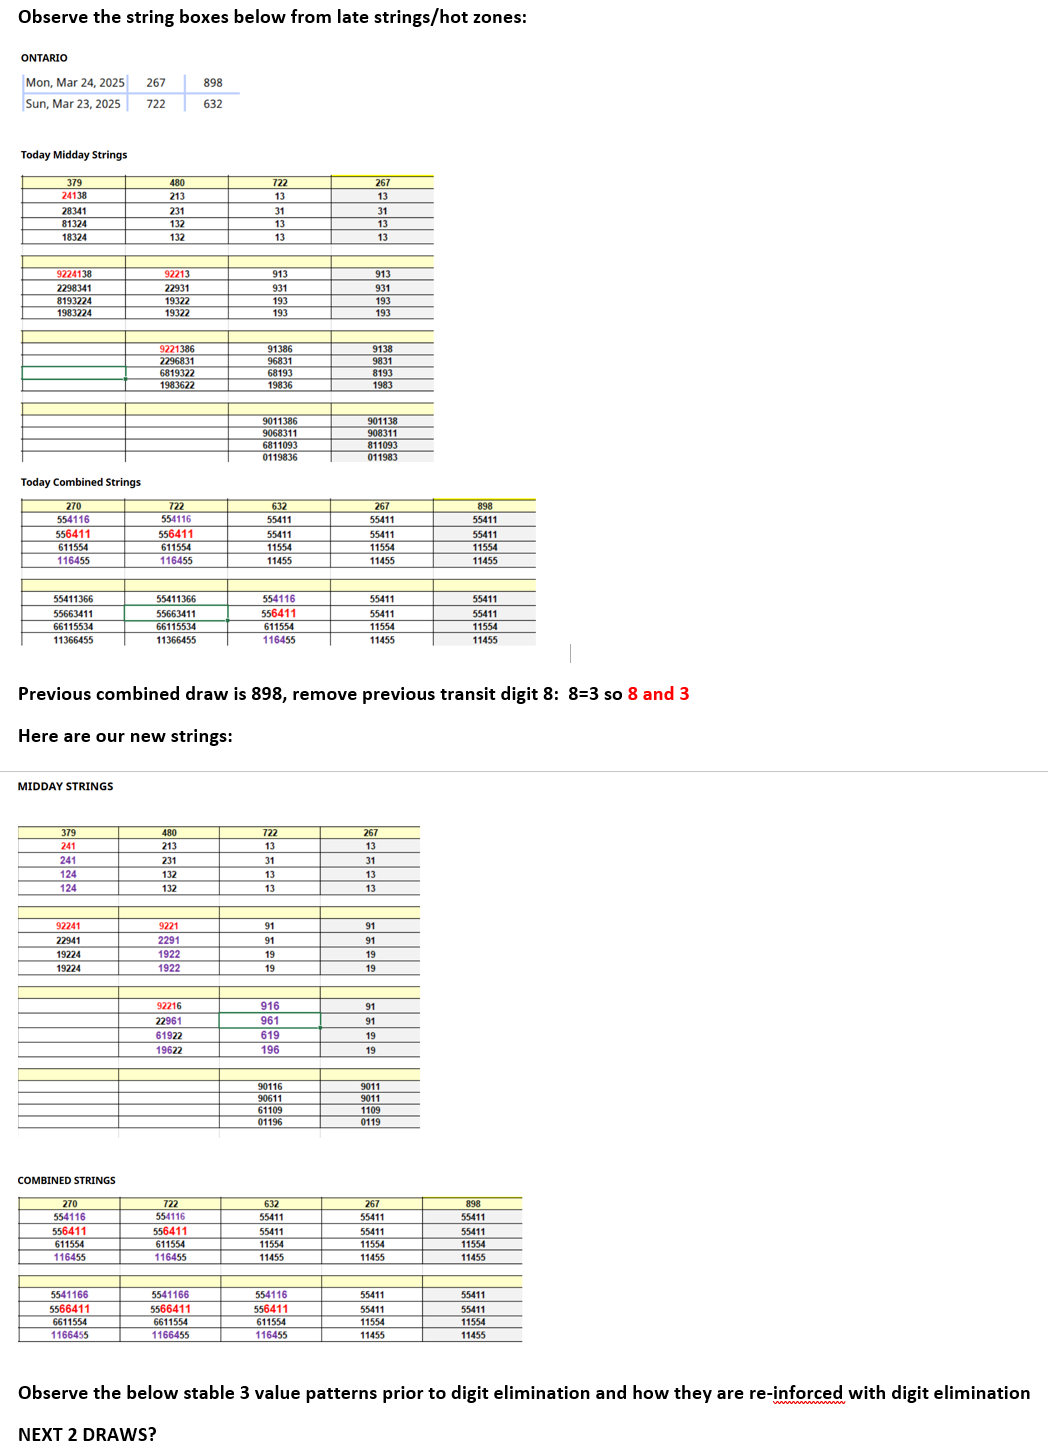 Observe the string boxes below from late strings/hot zones:
ONTARIO
Mon, Mar 24, 2025 267 898
Sun, Mar 23, 2025 722 632
Today Midday Strings
379 480 722 267
24138 213 13 13
28341 231 31 31
81324 132 13 13
18324 132 13 13
9224138 92213 913 913
2298341 22931 931 931
8193224 19322 193 193
1983224 19322 193 193
9221386 91386 9138
2296831 96831 9831
6819322 68193 8193
1983622 19836 1983
9011386 901138
9068311 908311
6811093 811093
0119836 011983
Today Combined Strings
270 722 632 267 898
554116 554116 55411 55411 55411
556411 556411 55411 55411 55411
611554 611554 11554 11554 11554
116455 116455 11455 11455 11455
55411366 55411366 554116 55411 55411
55663411 55663411 556411 55411 55411
66115534 66115534 611554 11554 11554
11366455 11366455 116455 11455 11455
Previous combined draw is 898, remove previous transit digit 8: 8=3 so 8 and 3
Here are our new strings:
MIDDAY STRINGS
379 480 722 267
241 213 13 13
241 231 31 31
124 132 13 13
124 132 13 13
92241 9221 91 91
22941 2291 91 91
19224 1922 19 19
19224 1922 19 19
92216 916 91
22961 961 91
61922 619 19
19622 196 19
90116 9011
90611 9011
61109 1109
01196 0119
COMBINED STRINGS
270 722 632 267 898
554116 554116 55411 55411 55411
556411 556411 55411 55411 55411
611554 611554 11554 11554 11554
116455 116455 11455 11455 11455
5541166 5541166 554116 55411 55411
5566411 5566411 556411 55411 55411
6611554 6611554 611554 11554 11554
1166455 1166455 116455 11455 11455
Observe the below stable 3 value patterns prior to digit elimination and how they are re-inforced with digit elimination
NEXT 2 DRAWS?